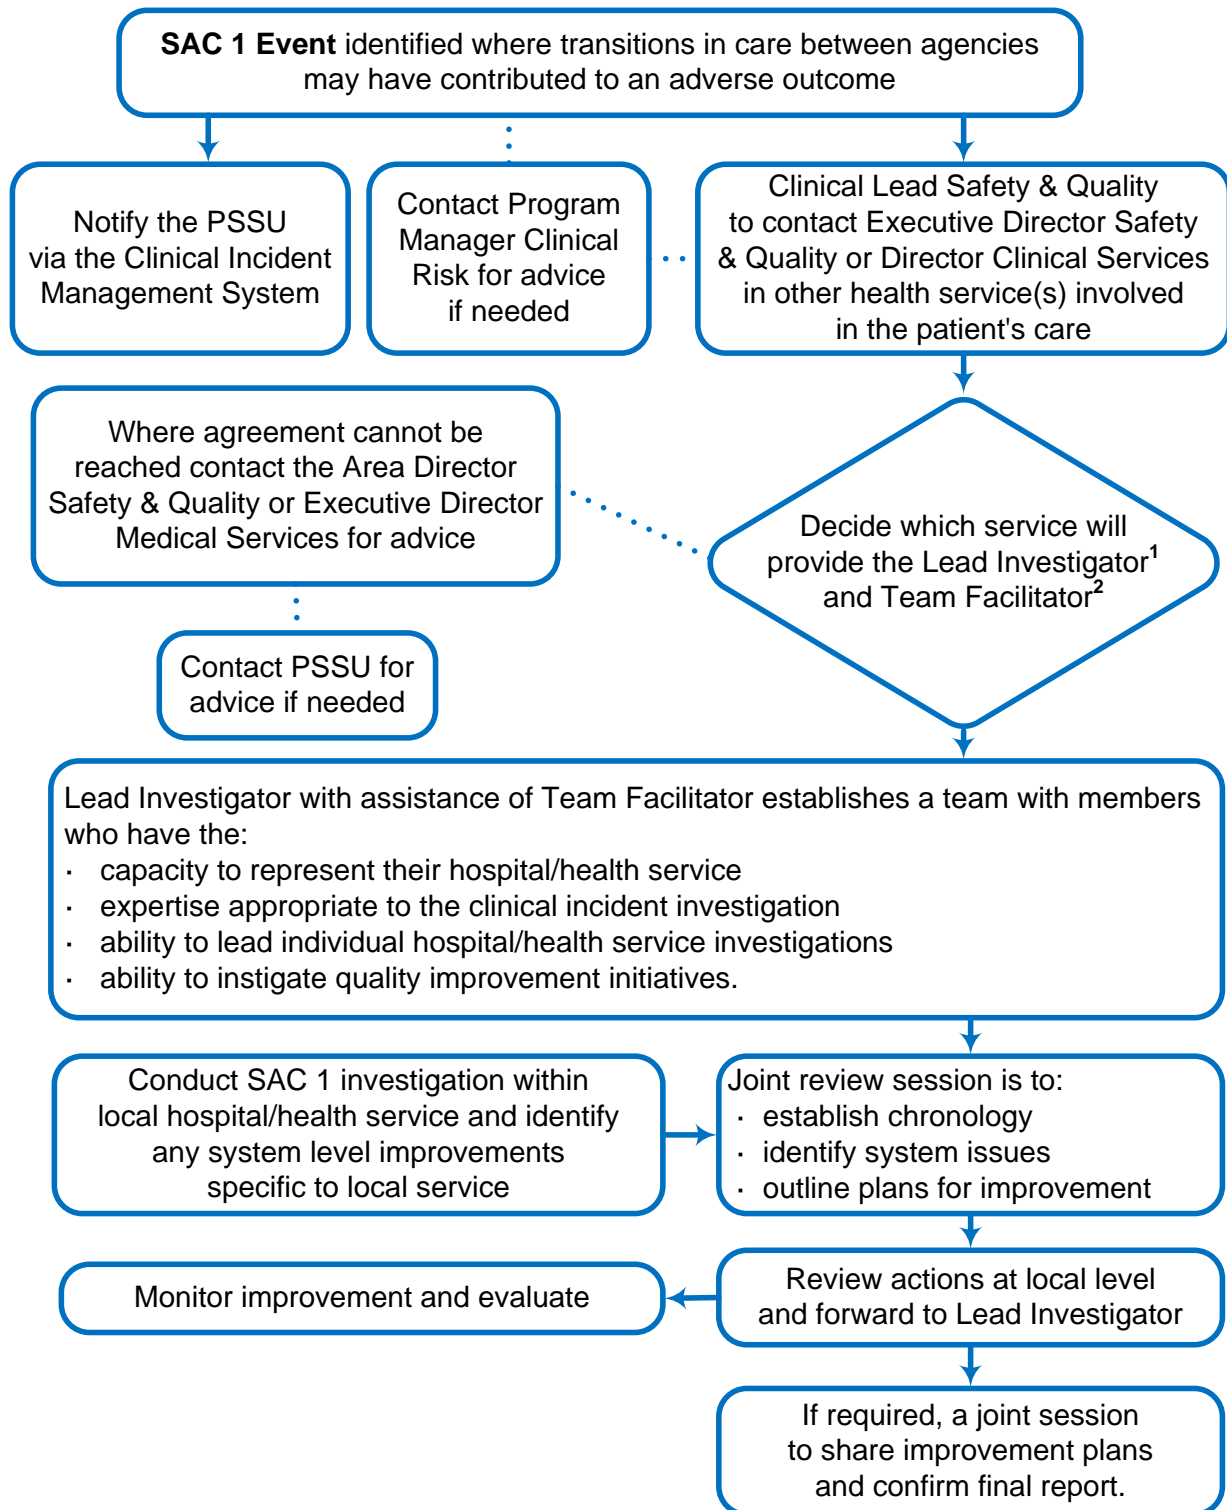 SAC 1 Event identified where transitions in care between agencies
may have contributed to an adverse outcome
Notify the PSSU
via the Clinical Incident
Management System
Contact Program
Manager Clinical
Risk for advice
if needed
Clinical Lead Safety & Quality
to contact Executive Director Safety
& Quality or Director Clinical Services
in other health service(s) involved
in the patient's care
Where agreement cannot be
reached contact the Area Director
Safety & Quality or Executive Director
Medical Services for advice
Decide which service will
provide the Lead Investigator¹
and Team Facilitator²
Contact PSSU for
advice if needed
Lead Investigator with assistance of Team Facilitator establishes a team with members
who have the:
· capacity to represent their hospital/health service
· expertise appropriate to the clinical incident investigation
· ability to lead individual hospital/health service investigations
· ability to instigate quality improvement initiatives.
Conduct SAC 1 investigation within
local hospital/health service and identify
any system level improvements
specific to local service
Joint review session is to:
· establish chronology
· identify system issues
· outline plans for improvement
Monitor improvement and evaluate
Review actions at local level
and forward to Lead Investigator
If required, a joint session
to share improvement plans
and confirm final report.